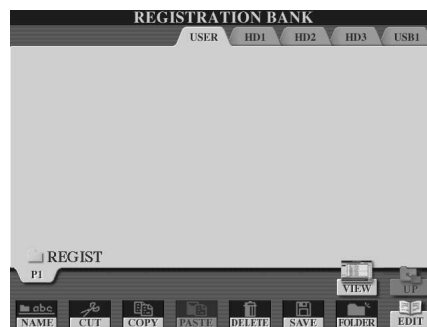 REGISTRATION BANK
USER HD1 HD2 HD3 USB1
REGIST
P1
VIEW UP
abc
NAME CUT COPY PASTE DELETE SAVE FOLDER EDIT